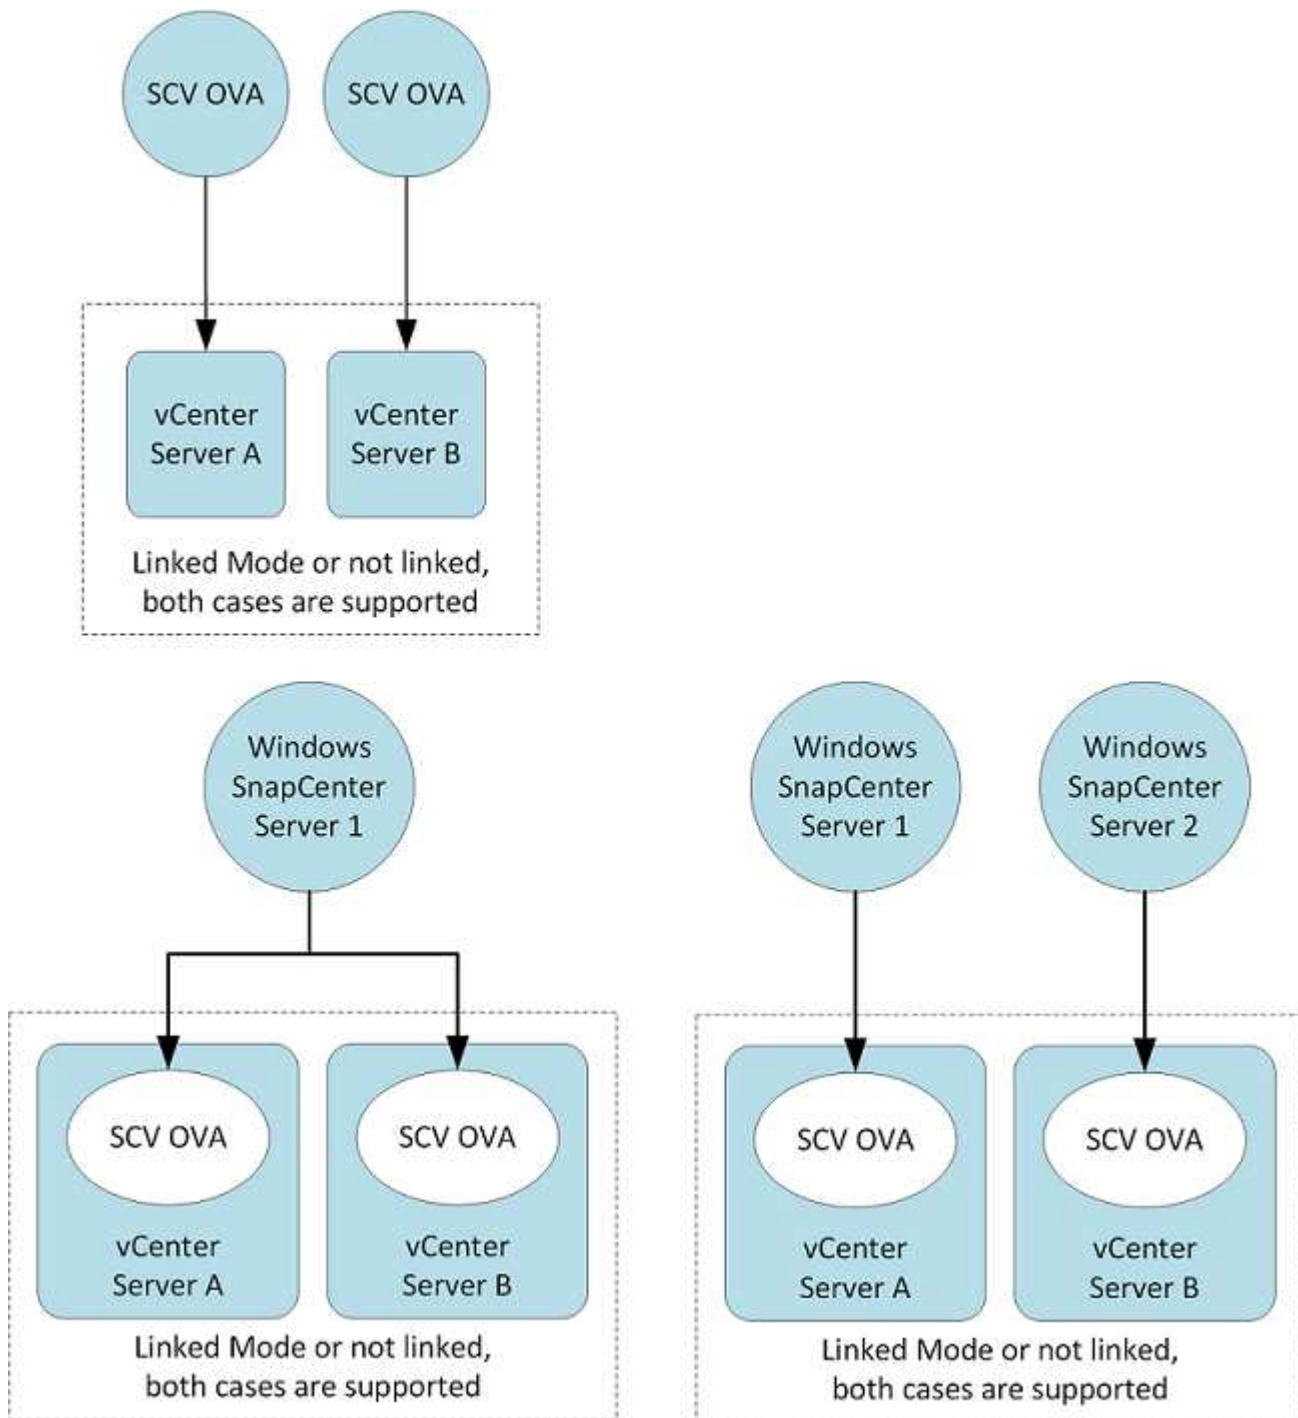 SCV OVA
SCV OVA
vCenter
Server A
vCenter
Server B
Linked Mode or not linked,
both cases are supported
Windows
SnapCenter
Server 1
SCV OVA
vCenter
Server A
SCV OVA
vCenter
Server B
Linked Mode or not linked,
both cases are supported
Windows
SnapCenter
Server 1
Windows
SnapCenter
Server 2
SCV OVA
vCenter
Server A
SCV OVA
vCenter
Server B
Linked Mode or not linked,
both cases are supported